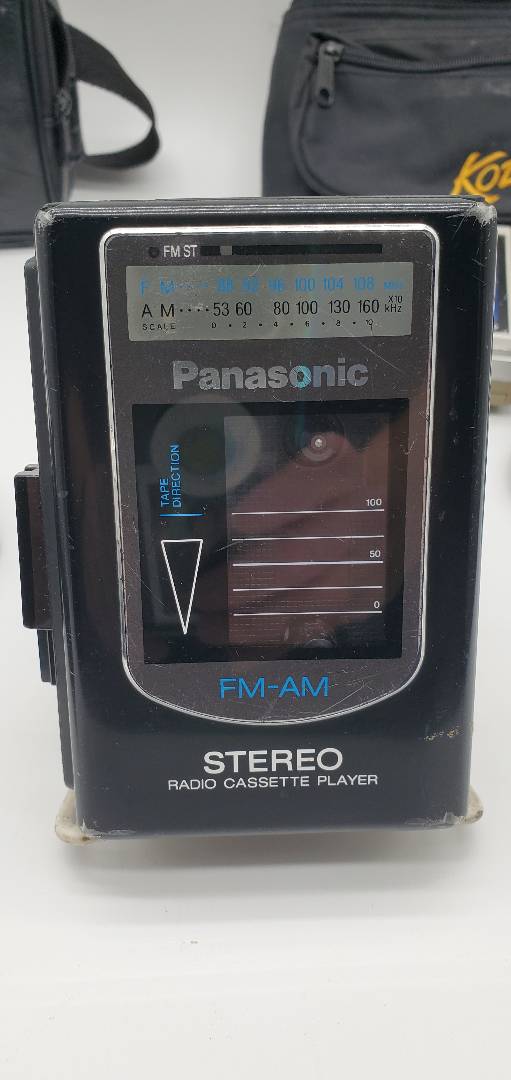 KOD
FM ST
FM···· 88 92 96 100 104 108 MHz
AM···· 53 60 80 100 130 160 X10 kHz
SCALE 0 • 2 • 4 • 6 • 8 • 10
Panasonic
TAPE
DIRECTION
100
50
0
FM-AM
STEREO
RADIO CASSETTE PLAYER